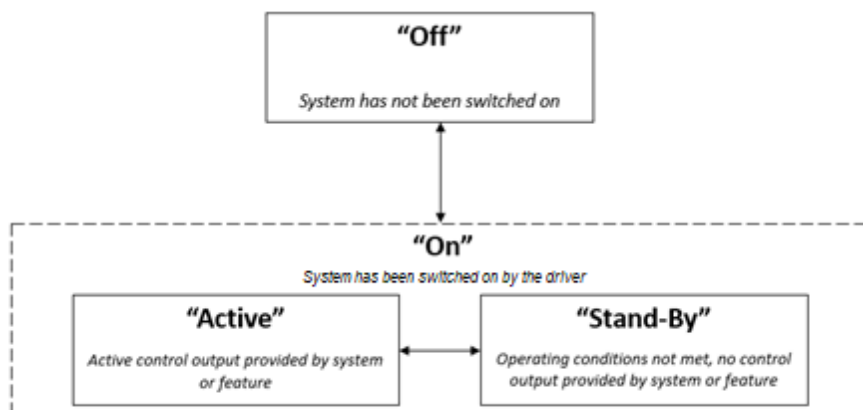 “Off”
System has not been switched on
“On”
System has been switched on by the driver
“Active”
Active control output provided by system
or feature
“Stand-By”
Operating conditions not met, no control
output provided by system or feature